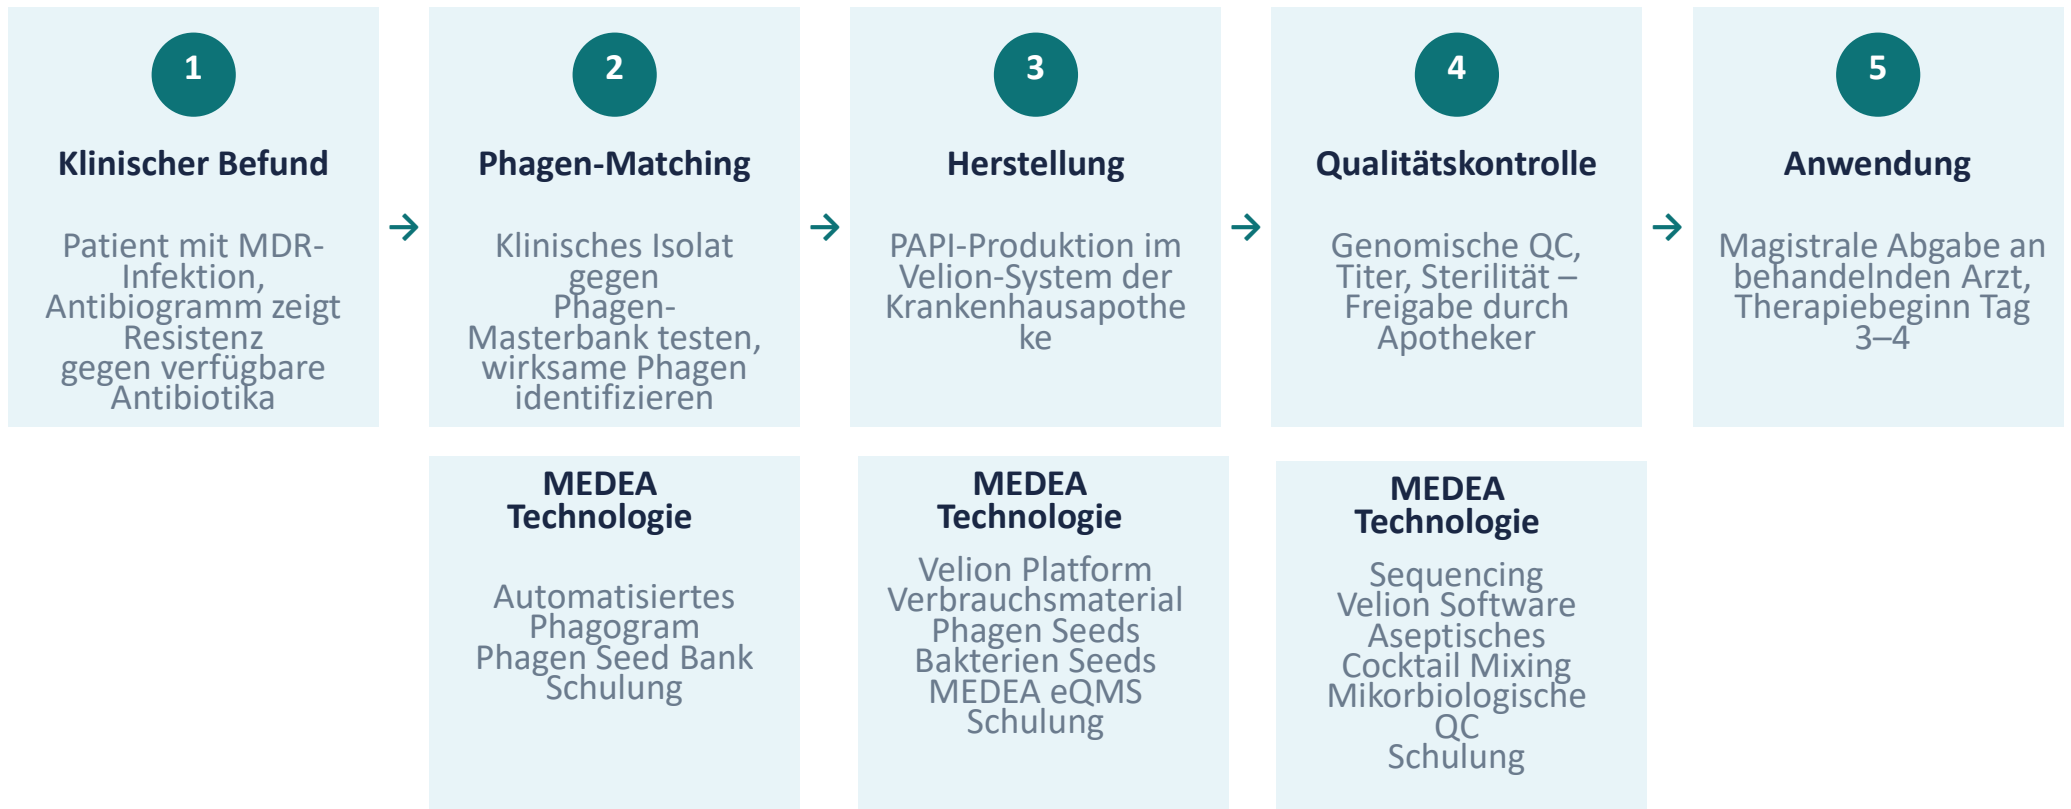 1
Klinischer Befund
Patient mit MDR-
Infektion,
Antibiogramm zeigt
Resistenz
gegen verfügbare
Antibiotika
→
2
Phagen-Matching
Klinisches Isolat
gegen
Phagen-
Masterbank testen,
wirksame Phagen
identifizieren
→
3
Herstellung
PAPI-Produktion im
Velion-System der
Krankenhausapothe
ke
→
4
Qualitätskontrolle
Genomische QC,
Titer, Sterilität –
Freigabe durch
Apotheker
→
5
Anwendung
Magistrale Abgabe an
behandelnden Arzt,
Therapiebeginn Tag
3–4
MEDEA
Technologie
Automatisiertes
Phagogram
Phagen Seed Bank
Schulung
MEDEA
Technologie
Velion Platform
Verbrauchsmaterial
Phagen Seeds
Bakterien Seeds
MEDEA eQMS
Schulung
MEDEA
Technologie
Sequencing
Velion Software
Aseptisches
Cocktail Mixing
Mikorbiologische
QC
Schulung